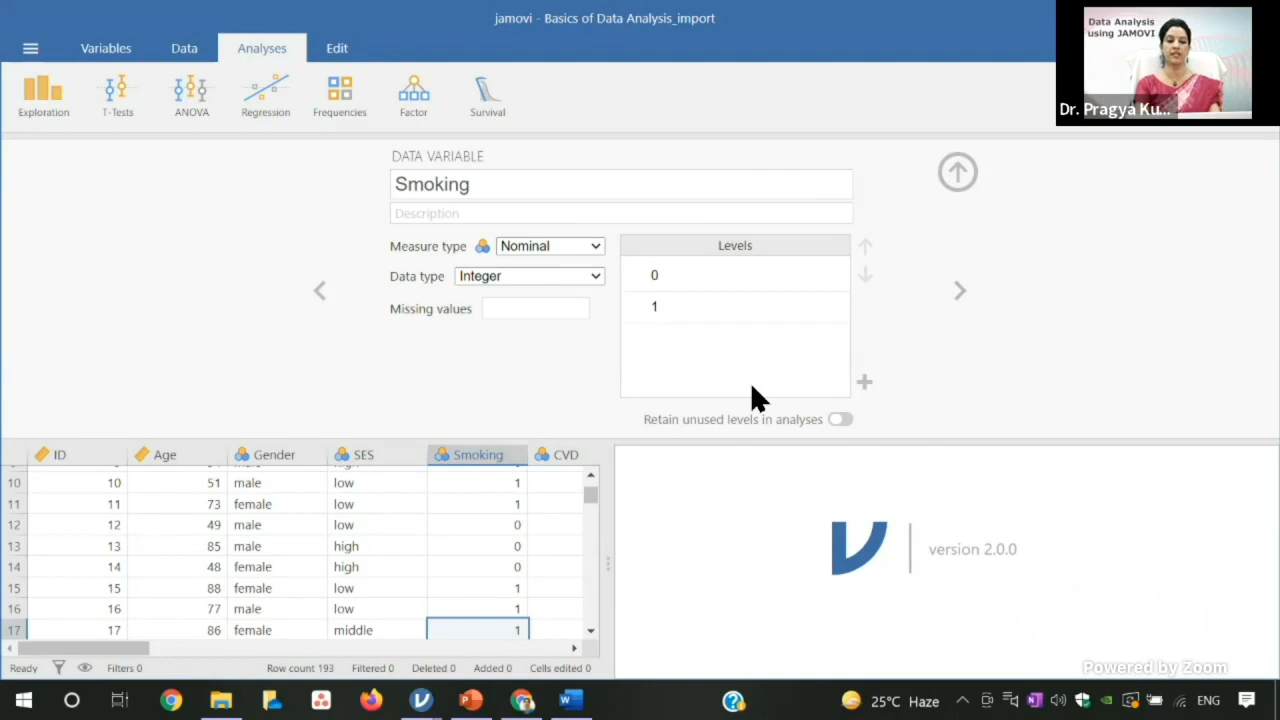 jamovi - Basics of Data Analysis_import
Data Analysis
using JAMOVI
Dr. Pragya Ku...
Variables Data Analyses Edit
Exploration T-Tests ANOVA Regression Frequencies Factor Survival
DATA VARIABLE
Smoking
Description
Measure type Nominal
Data type Integer
Missing values
Levels
0
1
Retain unused levels in analyses
ID Age Gender SES Smoking CVD
10 10 51 male low 1
11 11 73 female low 1
12 12 49 male low 0
13 13 85 male high 0
14 14 48 female high 0
15 15 88 female low 1
16 16 77 male low 1
17 17 86 female middle 1
version 2.0.0
Ready Filters 0 Row count 193 Filtered 0 Deleted 0 Added 0 Cells edited 0
Powered by Zoom
25°C Haze ENG